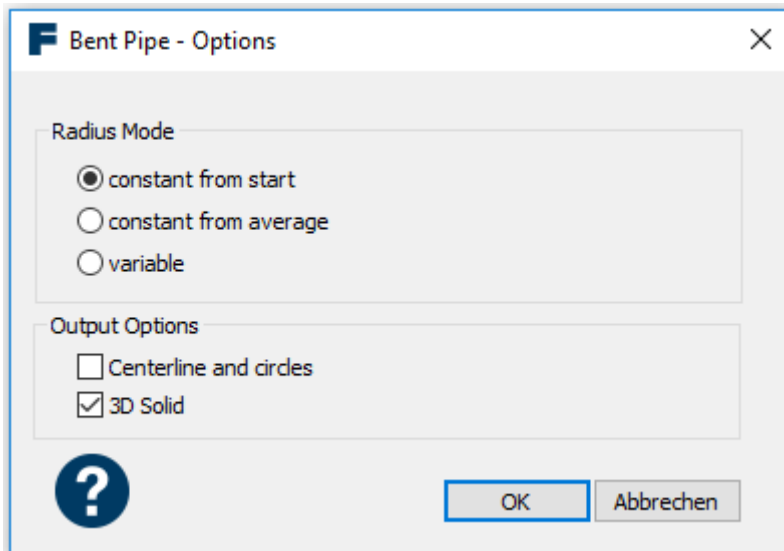 F Bent Pipe - Options
Radius Mode
constant from start
constant from average
variable
Output Options
Centerline and circles
3D Solid
?
OK Abbrechen